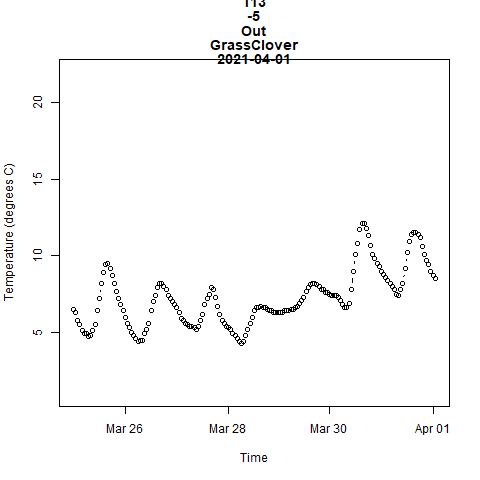 T13
-5
Out
GrassClover
2021-04-01
Temperature (degrees C)
20
15
10
5
Mar 26
Mar 28
Mar 30
Apr 01
Time